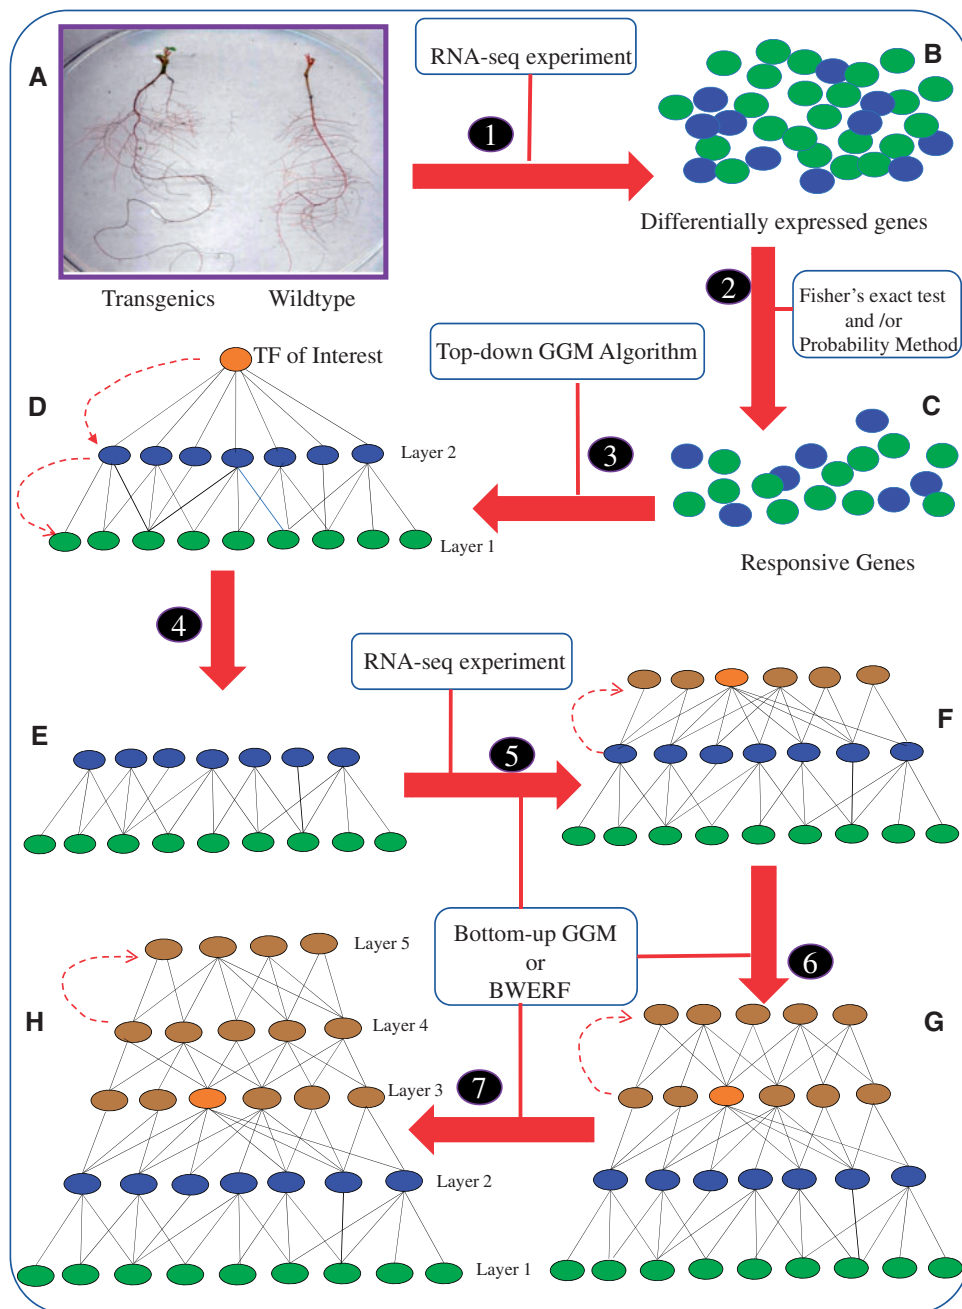 A
RNA-seq experiment
B
1
Differentially expressed genes
Transgenics
Wildtype
2
Fisher's exact test
and /or
Probability Method
TF of Interest
Top-down GGM Algorithm
D
C
Layer 2
3
Layer 1
Responsive Genes
4
RNA-seq experiment
E
5
F
Bottom-up GGM
or
BWERF
6
Layer 5
H
Layer 4
G
Layer 3
7
Layer 2
Layer 1